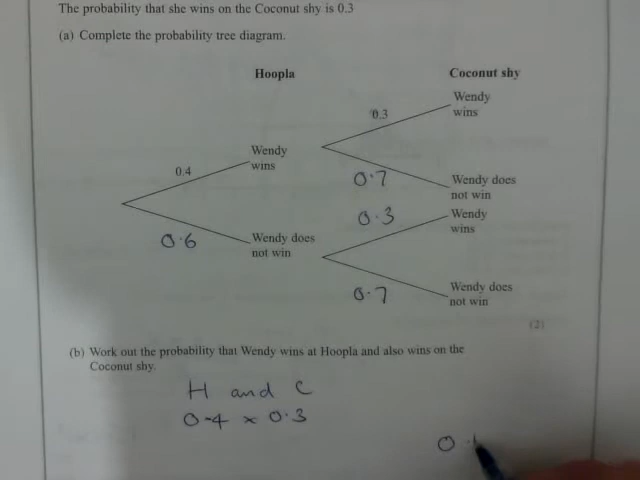 The probability that she wins on the Coconut shy is 0.3
(a) Complete the probability tree diagram.
Hoopla
Coconut shy
0.3
Wendy
wins
0.4
Wendy
wins
0.7
Wendy does
not win
0.3
Wendy
wins
0.6
Wendy does
not win
0.7
Wendy does
not win
(2)
(b) Work out the probability that Wendy wins at Hoopla and also wins on the
Coconut shy.
H and C
0.4 × 0.3